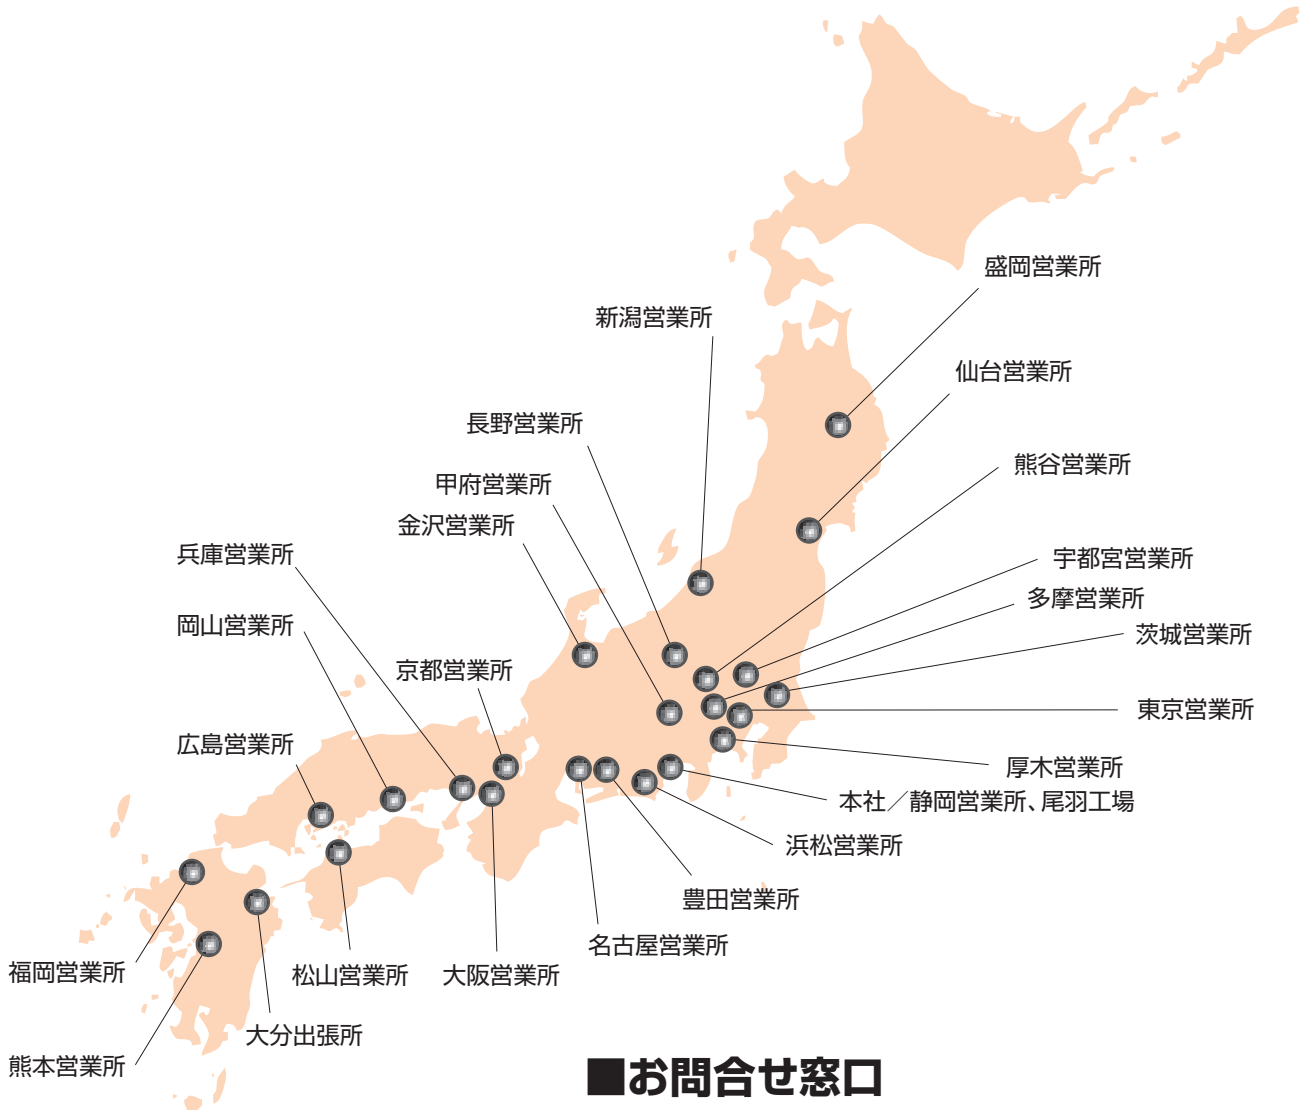 盛岡営業所
新潟営業所
仙台営業所
長野営業所
熊谷営業所
甲府営業所
金沢営業所
兵庫営業所
宇都宮営業所
多摩営業所
岡山営業所
茨城営業所
京都営業所
東京営業所
広島営業所
厚木営業所
本社／静岡営業所、尾羽工場
浜松営業所
豊田営業所
名古屋営業所
福岡営業所
松山営業所
大阪営業所
大分出張所
熊本営業所
■お問合せ窓口